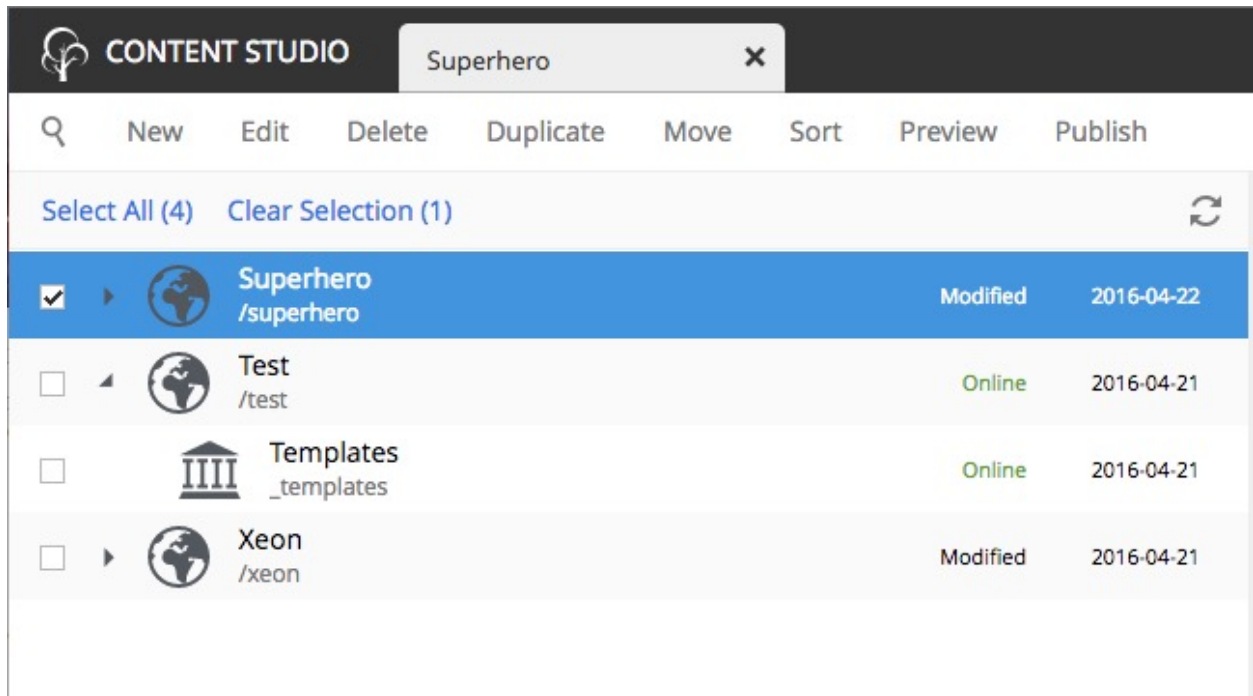 CONTENT STUDIO Superhero
New Edit Delete Duplicate Move Sort Preview Publish
Select All (4) Clear Selection (1)
Superhero
/superhero Modified 2016-04-22
Test
/test Online 2016-04-21
Templates
_templates Online 2016-04-21
Xeon
/xeon Modified 2016-04-21